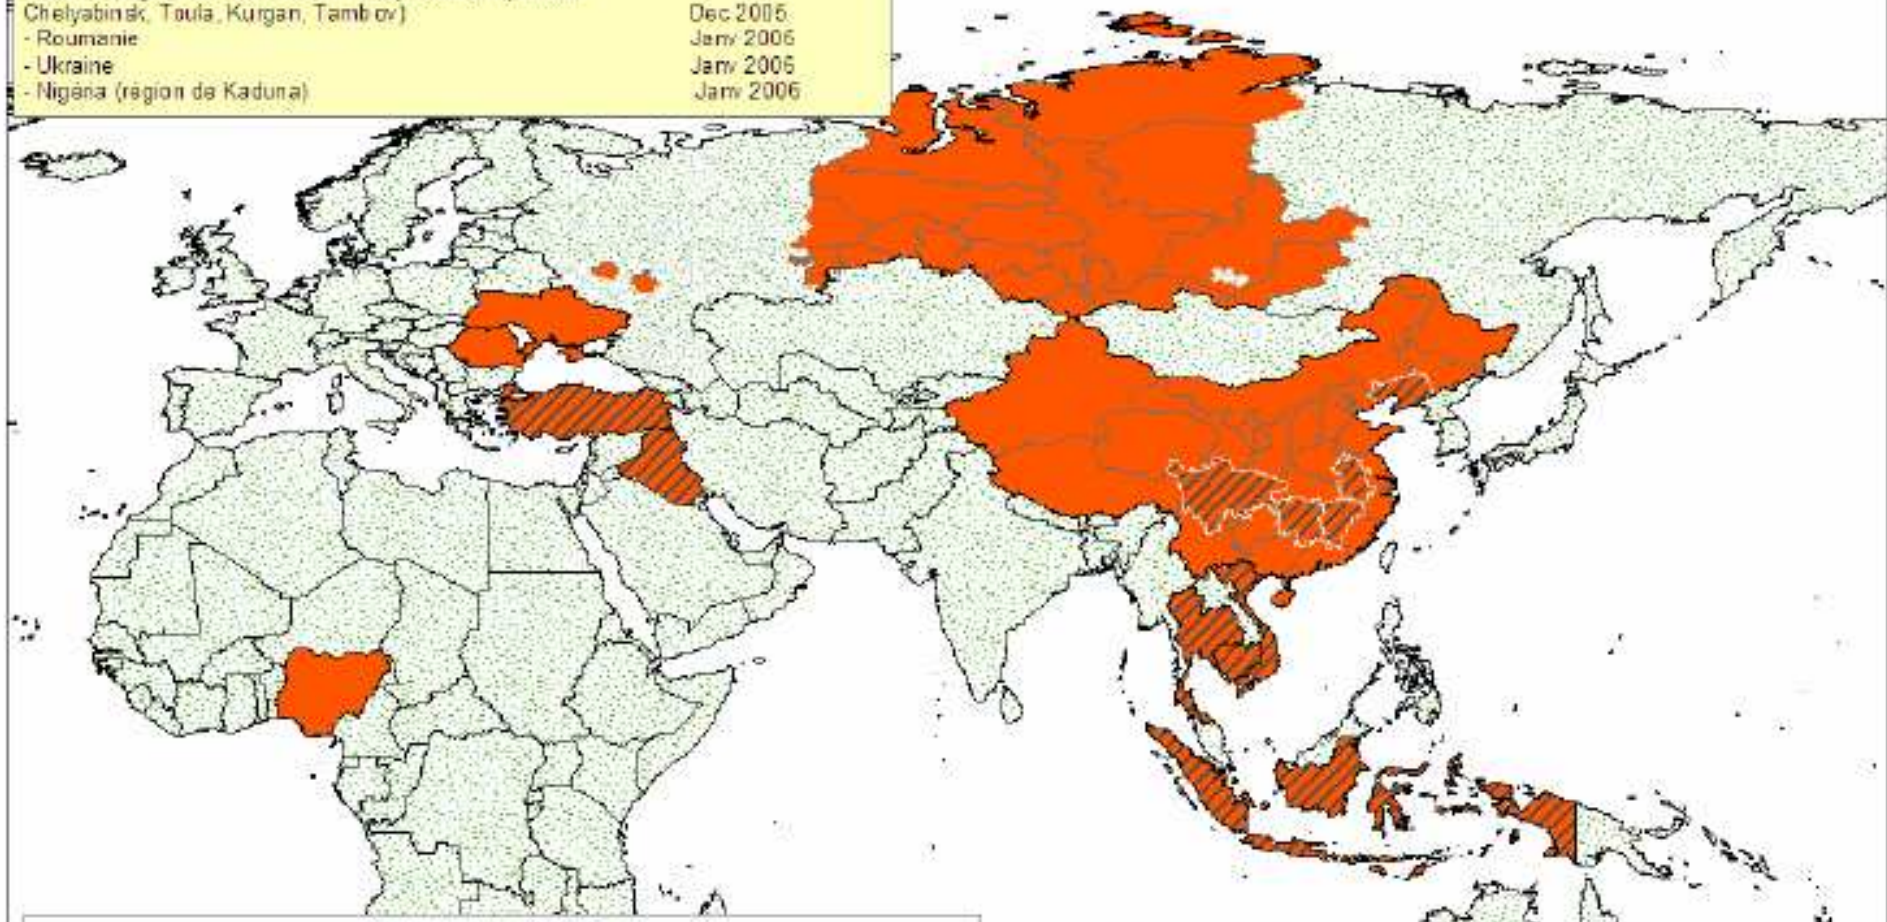 Chelyabinsk, Toula, Kurgan, Tambov) Dec 2005
- Roumanie Janv 2006
- Ukraine Janv 2006
- Nigéria (région de Kaduna) Janv 2006